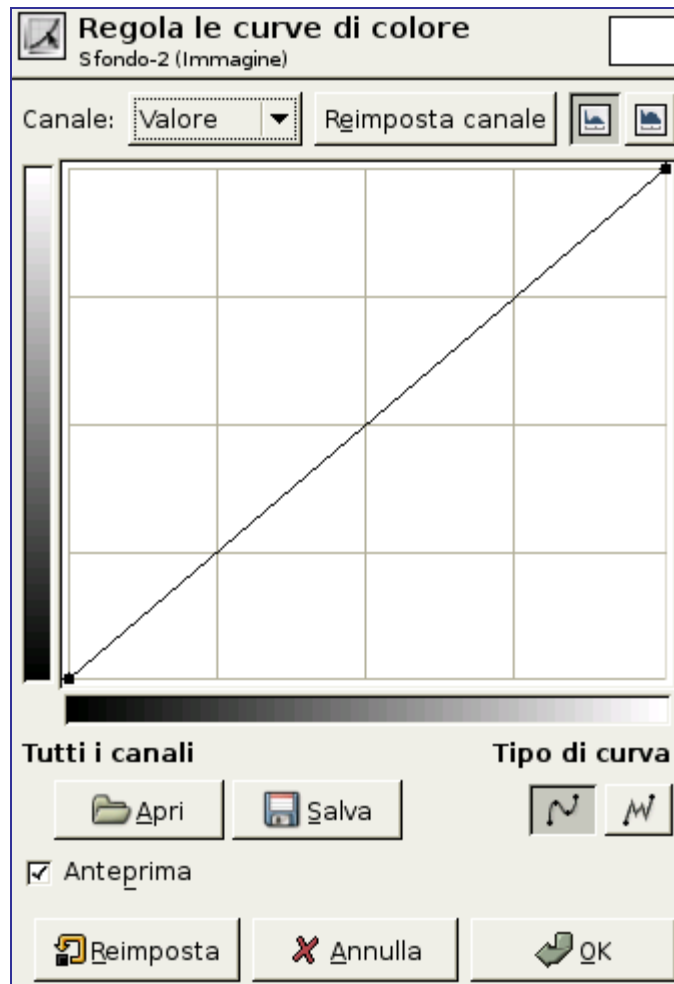 Regola le curve di colore
Sfondo-2 (Immagine)
Canale: Valore Reimposta canale
Tutti i canali Tipo di curva
Apri Salva
Anteprima
Reimposta Annulla OK